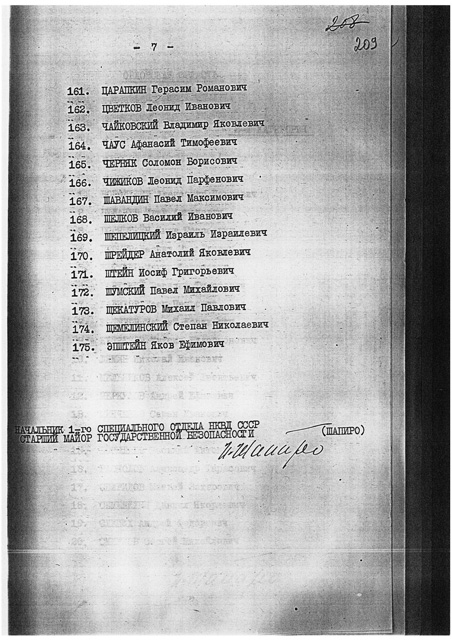 208
209
- 7 -
161. ЦАРАПКИН Герасим Романович
162. ЦВЕТКОВ Леонид Иванович
163. ЧАЙКОВСКИЙ Владимир Яковлевич
164. ЧАУС Афанасий Тимофеевич
165. ЧЕРНЯК Соломон Борисович
166. ЧИЖИКОВ Леонид Парфенович
167. ШАВАНДИН Павел Максимович
168. ШЕЛКОВ Василий Иванович
169. ШЕПЕЛИЦКИЙ Израиль Израилевич
170. ШРЕЙДЕР Анатолий Яковлевич
171. ШТЕЙН Иосиф Григорьевич
172. ШУМСКИЙ Павел Михайлович
173. ЩЕКАТУРОВ Михаил Павлович
174. ЩЕМЕЛИНСКИЙ Степан Николаевич
175. ЭПШТЕЙН Яков Ефимович
НАЧАЛЬНИК 1-го СПЕЦИАЛЬНОГО ОТДЕЛА НКВД СССР
СТАРШИЙ МАЙОР ГОСУДАРСТВЕННОЙ БЕЗОПАСНОСТИ (ШАПИРО)
И. Шапиро